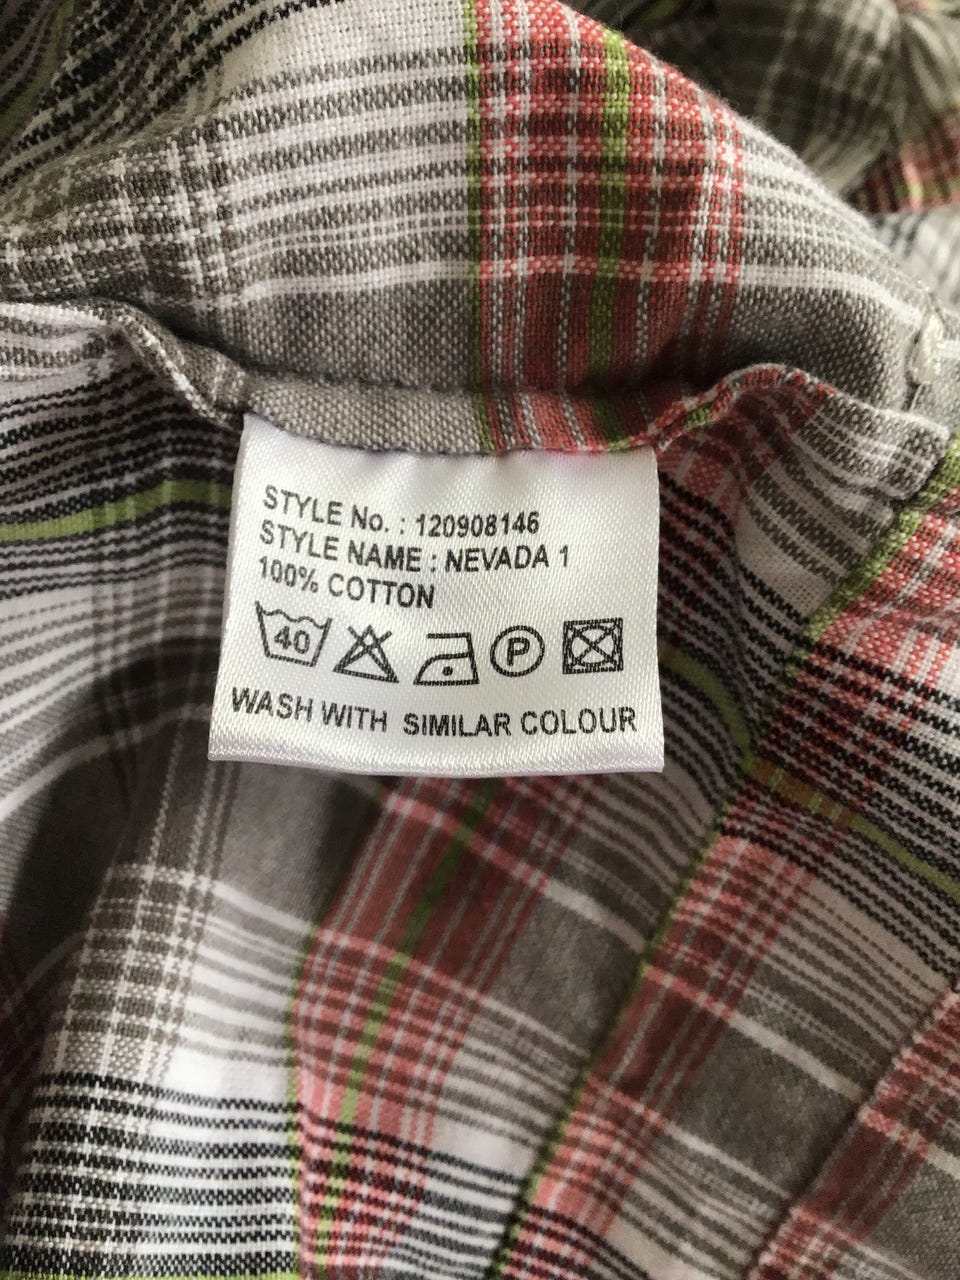 STYLE No. : 120908146
STYLE NAME : NEVADA 1
100% COTTON
40 P
WASH WITH SIMILAR COLOUR